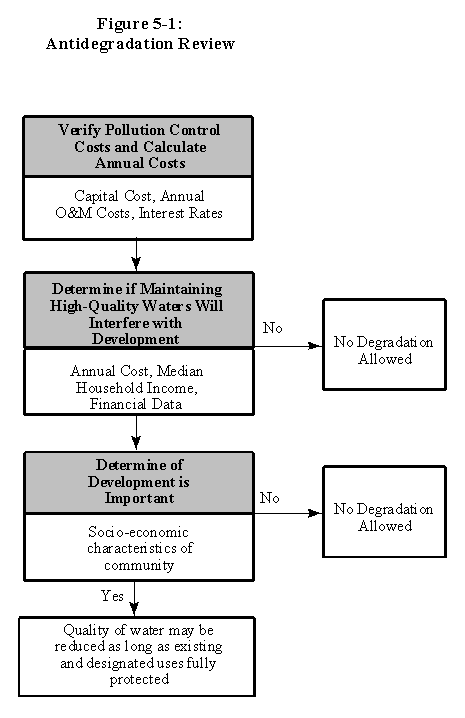 Figure 5-1:
Antidegradation Review
Verify Pollution Control
Costs and Calculate
Annual Costs
Capital Cost, Annual
O&M Costs, Interest Rates
Determine if Maintaining
High-Quality Waters Will
Interfere with
Development
No
No Degradation
Allowed
Annual Cost, Median
Household Income,
Financial Data
Determine of
Development is
Important
No
No Degradation
Allowed
Socio-economic
characteristics of
community
Yes
Quality of water may be
reduced as long as existing
and designated uses fully
protected